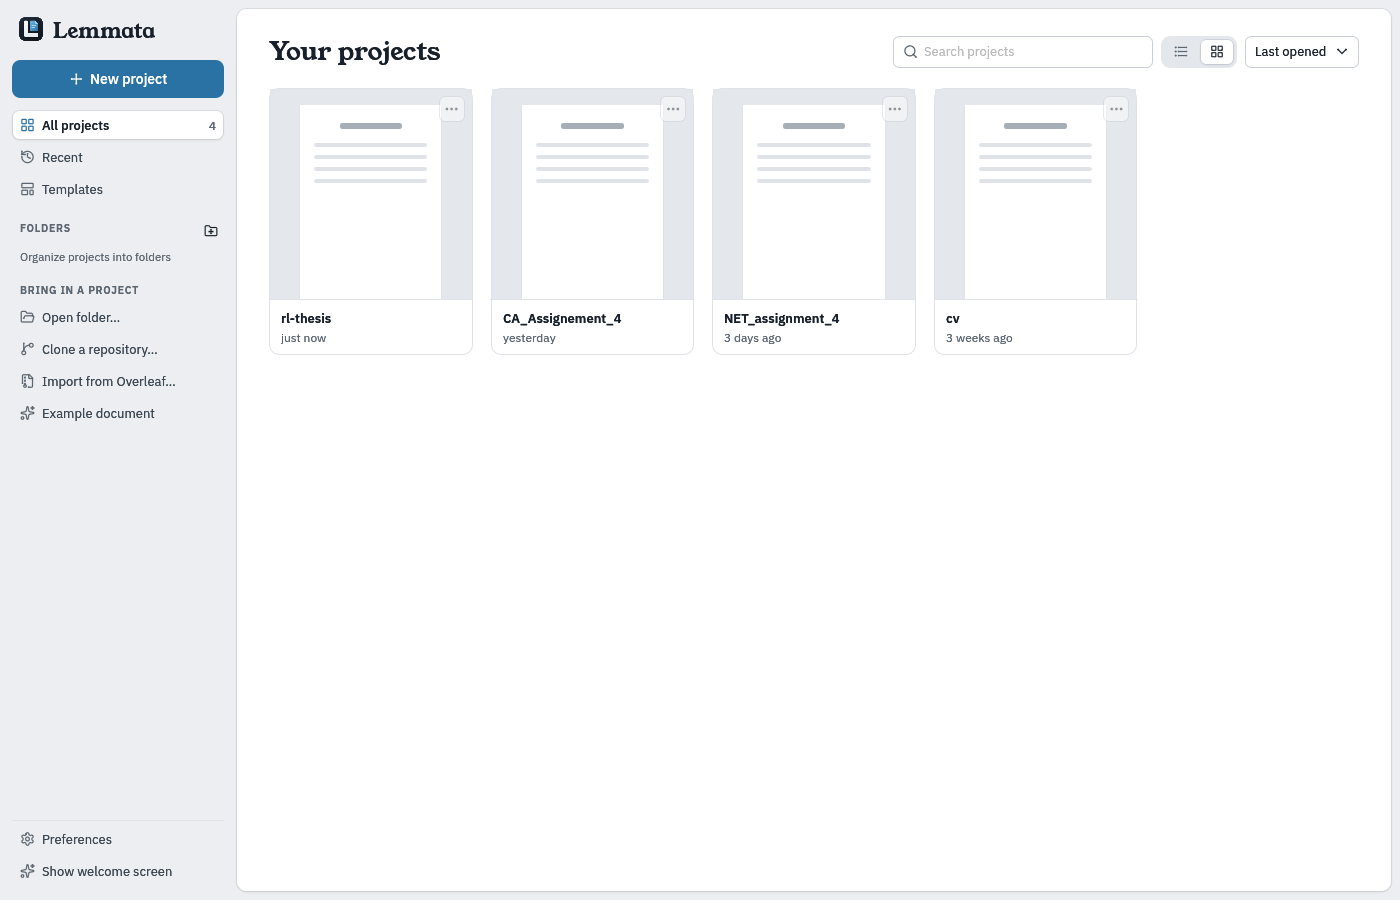 Lemmata
New project
All projects 4
Recent
Templates
FOLDERS
Organize projects into folders
BRING IN A PROJECT
Open folder...
Clone a repository...
Import from Overleaf...
Example document
Preferences
Show welcome screen
Your projects
Search projects
Last opened
rl-thesis
just now
CA_Assignement_4
yesterday
NET_assignment_4
3 days ago
cv
3 weeks ago